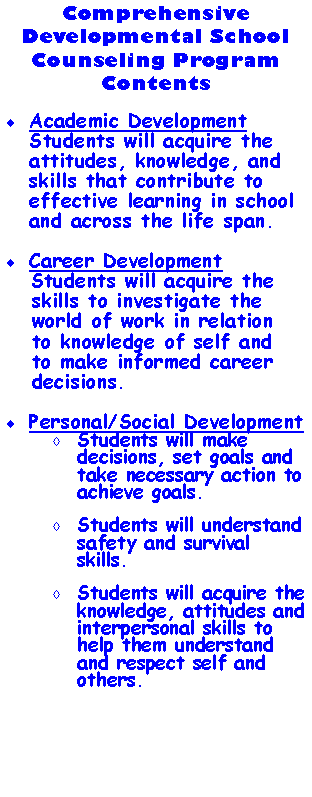 Comprehensive
Developmental School
Counseling Program
Contents
Academic Development
Students will acquire the
attitudes, knowledge, and
skills that contribute to
effective learning in school
and across the life span.
Career Development
Students will acquire the
skills to investigate the
world of work in relation
to knowledge of self and
to make informed career
decisions.
Personal/Social Development
Students will make
decisions, set goals and
take necessary action to
achieve goals.
Students will understand
safety and survival
skills.
Students will acquire the
knowledge, attitudes and
interpersonal skills to
help them understand
and respect self and
others.